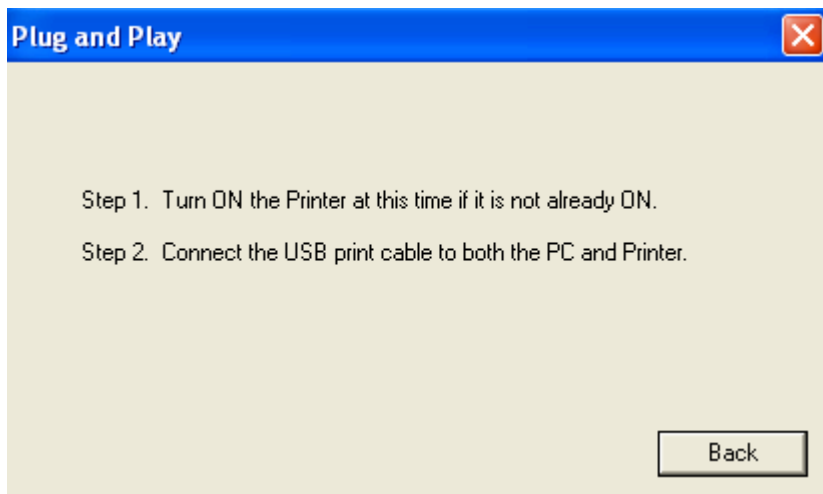 Plug and Play
Step 1. Turn ON the Printer at this time if it is not already ON.
Step 2. Connect the USB print cable to both the PC and Printer.
Back